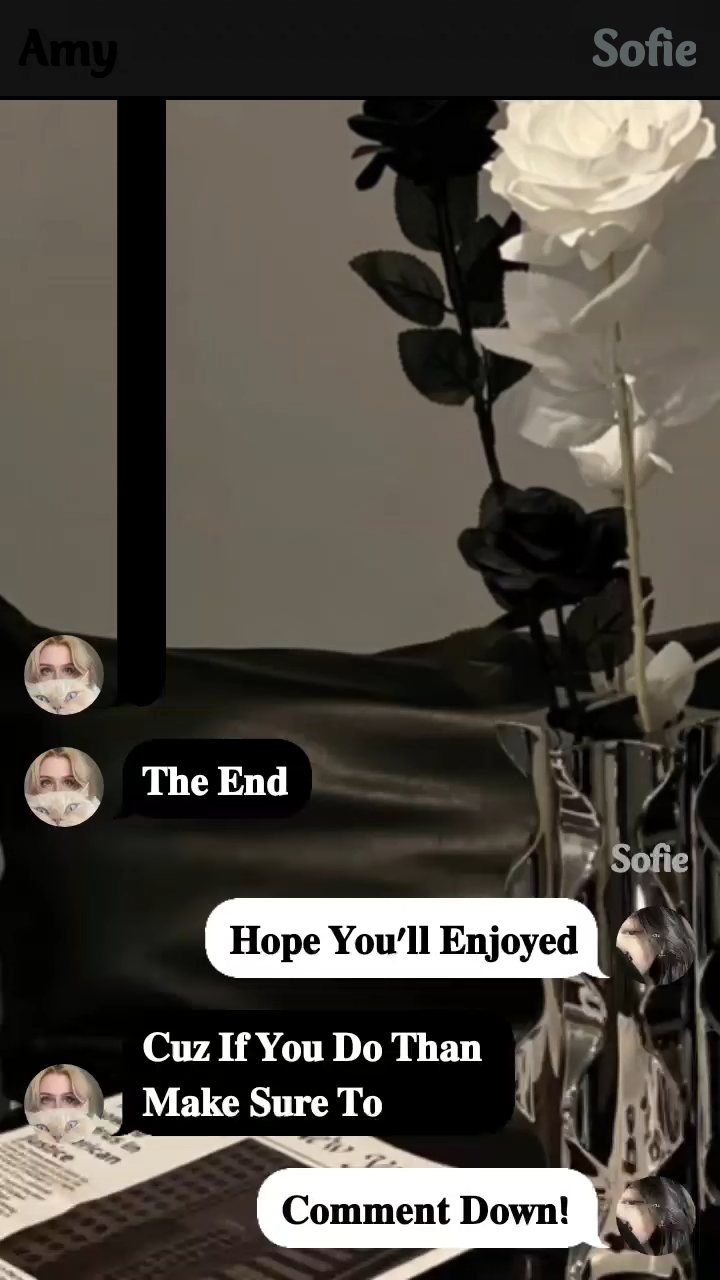 Amy
Sofie
The End
Sofie
Hope You'll Enjoyed
Cuz If You Do Than
Make Sure To
Comment Down!